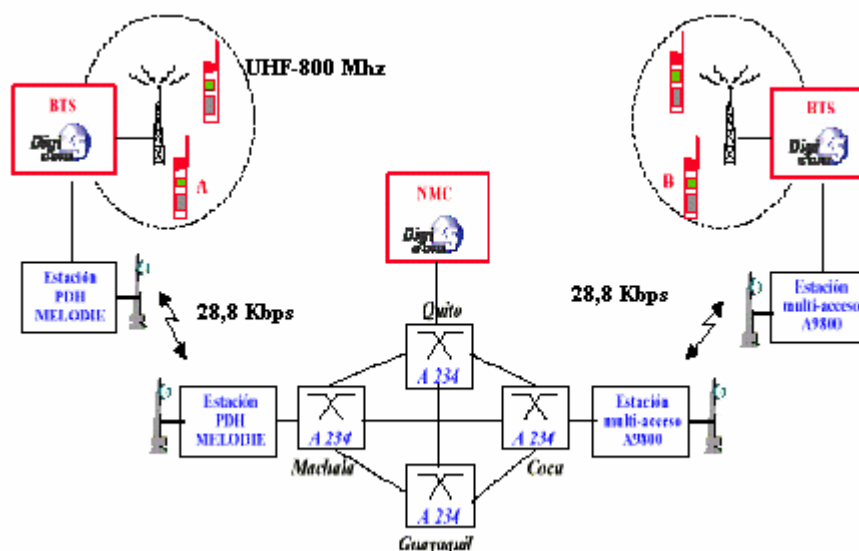 UHF-800 Mhz
BTS
A
BTS
B
NMC
Estación
PDH
MELODIE
28,8 Kbps
28,8 Kbps
Estación
multi-acceso
A9800
Quito
A 234
Estación
PDH
MELODIE
A 234
Machala
A 234
Coca
Estación
multi-acceso
A9800
A 234
Guayaquil